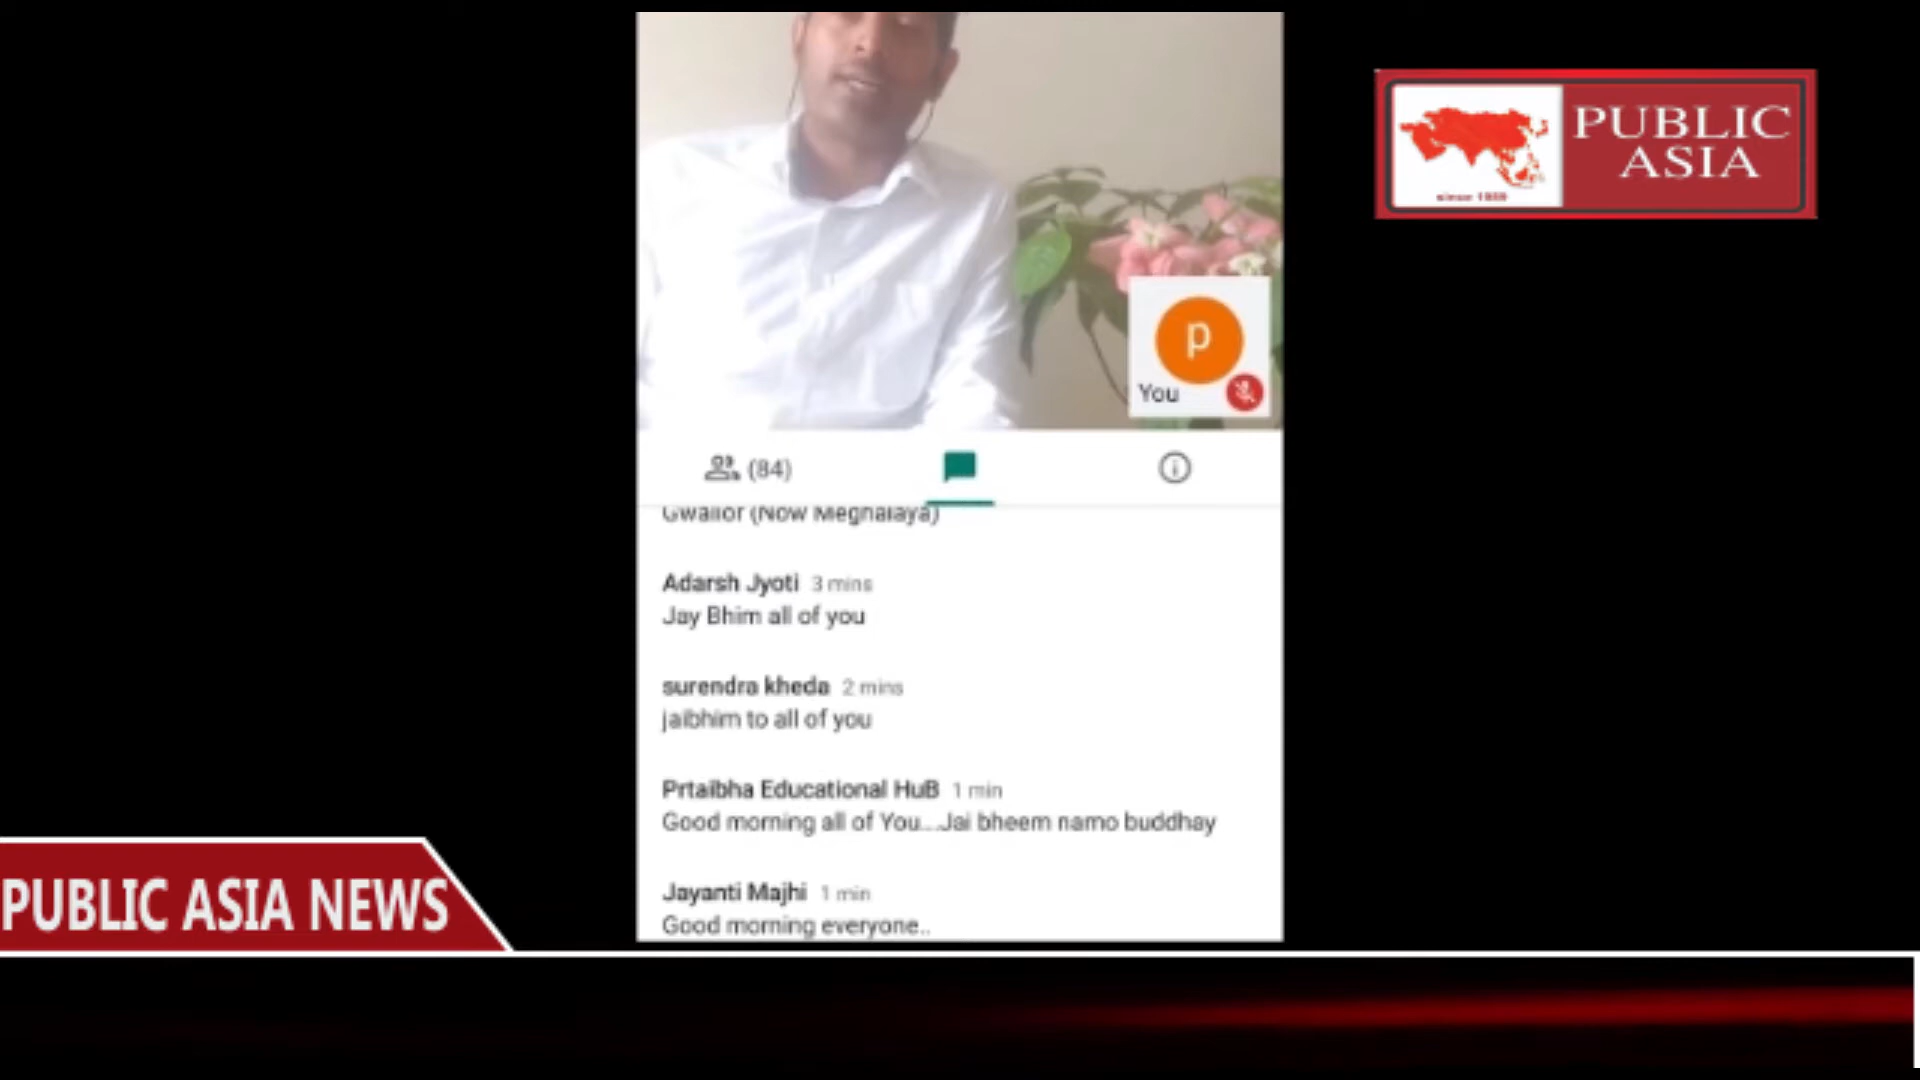 PUBLIC
ASIA
since 1989
P
You
(84)
Gwalior (Now Meghalaya)
Adarsh Jyoti 3 mins
Jay Bhim all of you
surendra kheda 2 mins
jaibhim to all of you
Prtaibha Educational HuB 1 min
Good morning all of You...Jai bheem namo buddhay
Jayanti Majhi 1 min
Good morning everyone..
PUBLIC ASIA NEWS